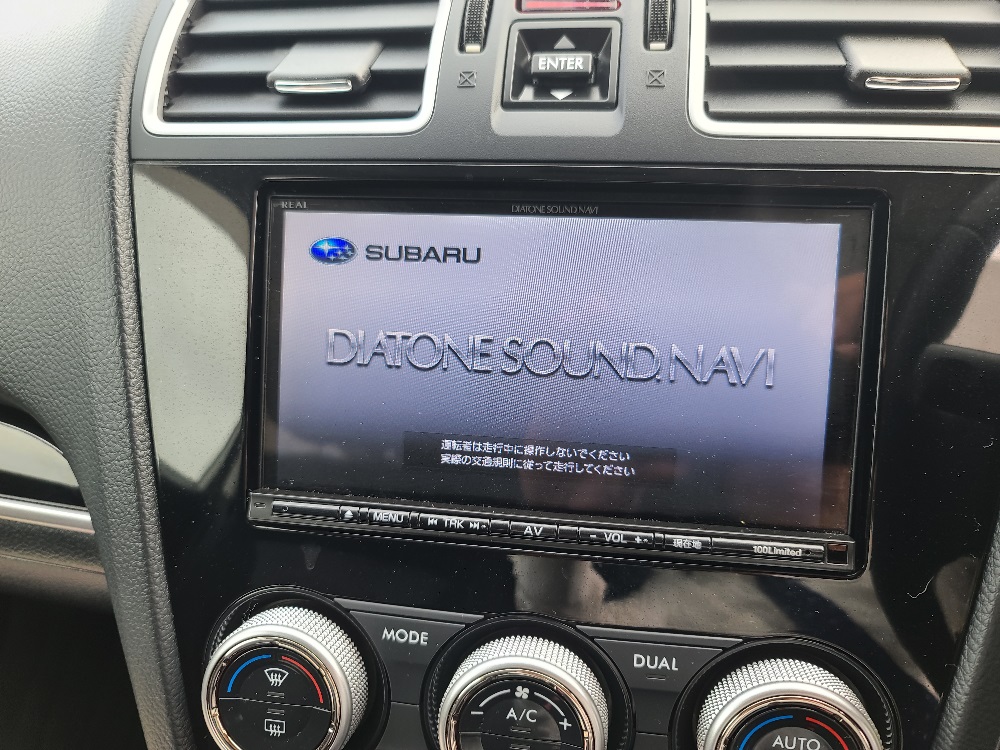 ENTER
REAL
DIATONE SOUND NAVI
SUBARU
DIATONE SOUND.NAVI
運転者は走行中に操作しないでください
実際の交通規則に従って走行してください
MENU
TRK
AV
- VOL +
現在地
100Limited
MODE
DUAL
- A/C +
AUTO